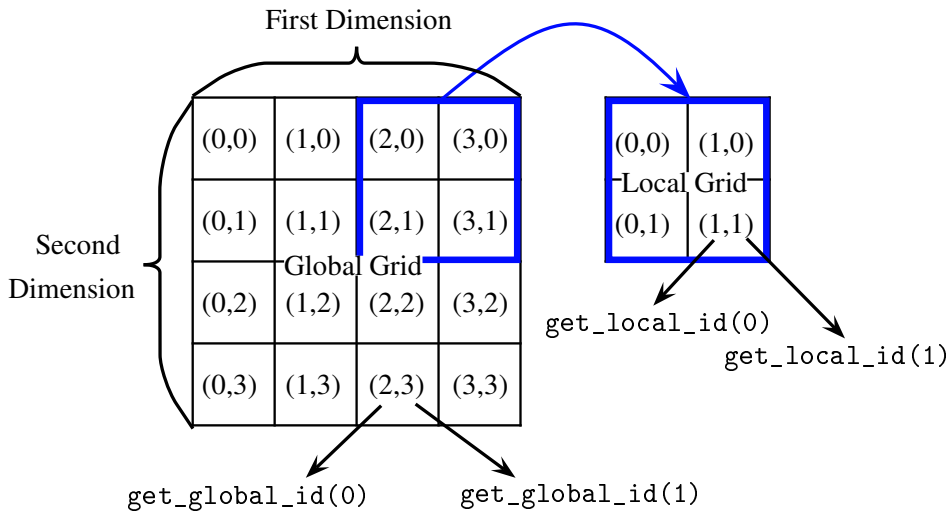 First Dimension
(0,0) (1,0) (2,0) (3,0)
(0,1) (1,1) (2,1) (3,1)
Second
Dimension
Global Grid
(0,2) (1,2) (2,2) (3,2)
(0,3) (1,3) (2,3) (3,3)
get_global_id(0) get_global_id(1)
(0,0) (1,0)
Local Grid
(0,1) (1,1)
get_local_id(0)
get_local_id(1)